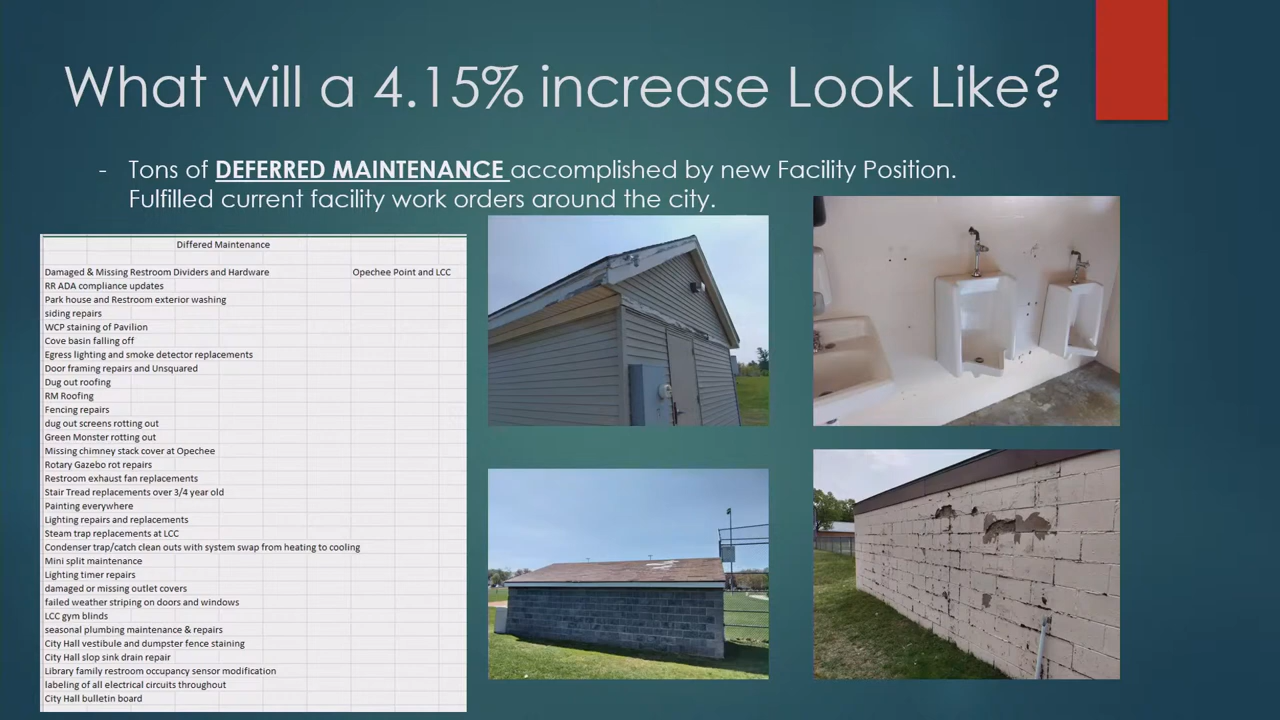 What will a 4.15% increase Look Like?
- Tons of DEFERRED MAINTENANCE accomplished by new Facility Position.
Fulfilled current facility work orders around the city.
Differed Maintenance
Damaged & Missing Restroom Dividers and Hardware Opechee Point and LCC
RR ADA compliance updates
Park house and Restroom exterior washing
siding repairs
WCP staining of Pavilion
Cove basin falling off
Egress lighting and smoke detector replacements
Door framing repairs and Unsquared
Dug out roofing
RM Roofing
Fencing repairs
dug out screens rotting out
Green Monster rotting out
Missing chimney stack cover at Opechee
Rotary Gazebo rot repairs
Restroom exhaust fan replacements
Stair Tread replacements over 3/4 year old
Painting everywhere
Lighting repairs and replacements
Steam trap replacements at LCC
Condenser trap/catch clean outs with system swap from heating to cooling
Mini split maintenance
Lighting timer repairs
damaged or missing outlet covers
failed weather striping on doors and windows
LCC gym blinds
seasonal plumbing maintenance & repairs
City Hall vestibule and dumpster fence staining
City Hall slop sink drain repair
Library family restroom occupancy sensor modification
labeling of all electrical circuits throughout
City Hall bulletin board